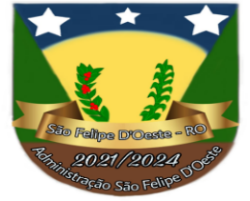 São Felipe D'Oeste - RO
2021/2024
Administração São Felipe D'Oeste